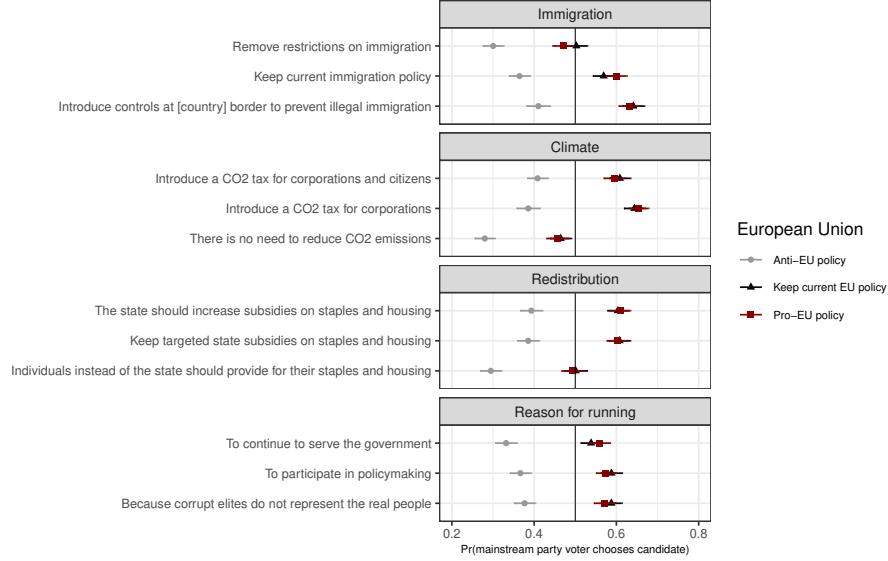 Immigration
Remove restrictions on immigration
Keep current immigration policy
Introduce controls at [country] border to prevent illegal immigration
Climate
Introduce a CO2 tax for corporations and citizens
Introduce a CO2 tax for corporations
There is no need to reduce CO2 emissions
Redistribution
The state should increase subsidies on staples and housing
Keep targeted state subsidies on staples and housing
Individuals instead of the state should provide for their staples and housing
Reason for running
To continue to serve the government
To participate in policymaking
Because corrupt elites do not represent the real people
0.2 0.4 0.6 0.8
Pr(mainstream party voter chooses candidate)
European Union
Anti−EU policy
Keep current EU policy
Pro−EU policy